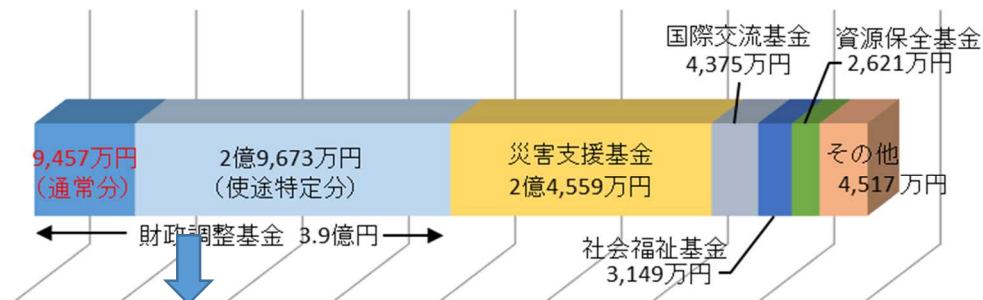 国際交流基金
4,375万円
資源保全基金
2,621万円
9,457万円
（通常分）
2億9,673万円
（使途特定分）
災害支援基金
2億4,559万円
その他
4,517万円
財政調整基金 3.9億円
社会福祉基金
3,149万円